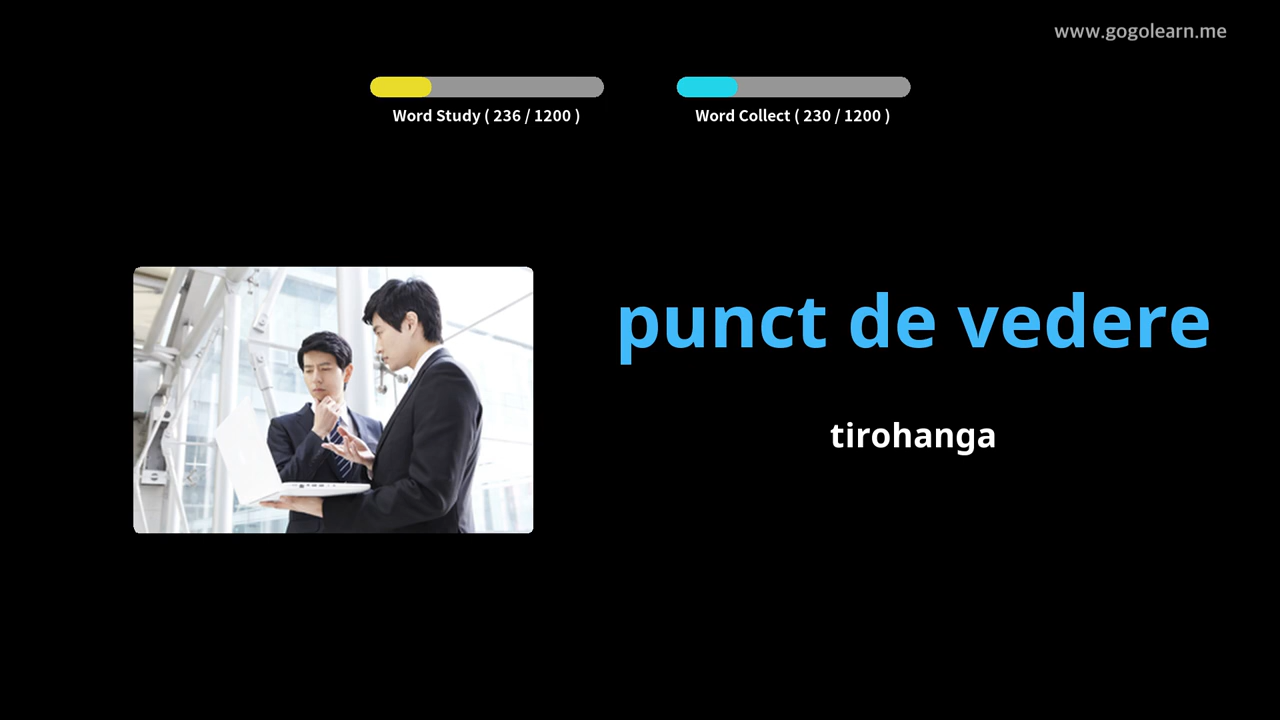 www.gogolearn.me
Word Study ( 236 / 1200 )
Word Collect ( 230 / 1200 )
punct de vedere
tirohanga